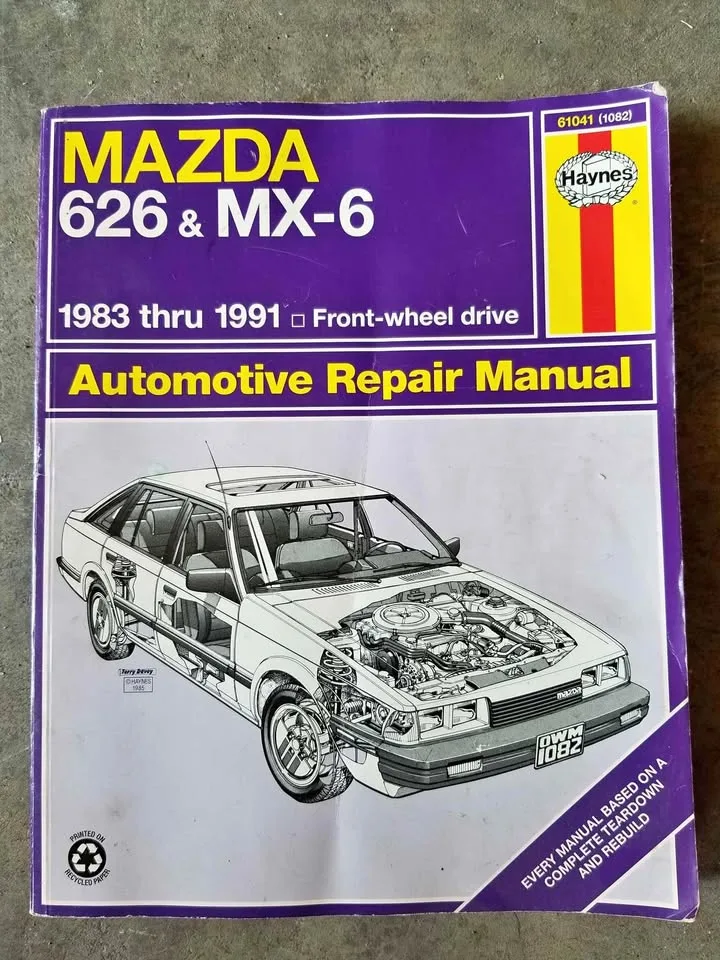 61041 (1082)
Haynes
MAZDA
626 & MX-6
1983 thru 1991 □ Front-wheel drive
Automotive Repair Manual
Terry Davey
© HAYNES
1985
mazda
OWM
1082
PRINTED ON
RECYCLED PAPER
EVERY MANUAL BASED ON A
COMPLETE TEARDOWN
AND REBUILD